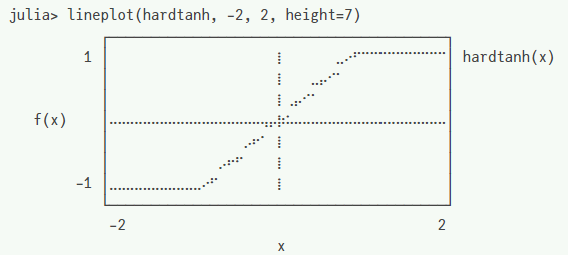 julia> lineplot(hardtanh, -2, 2, height=7)
1 hardtanh(x)
f(x)
-1
-2 2
x